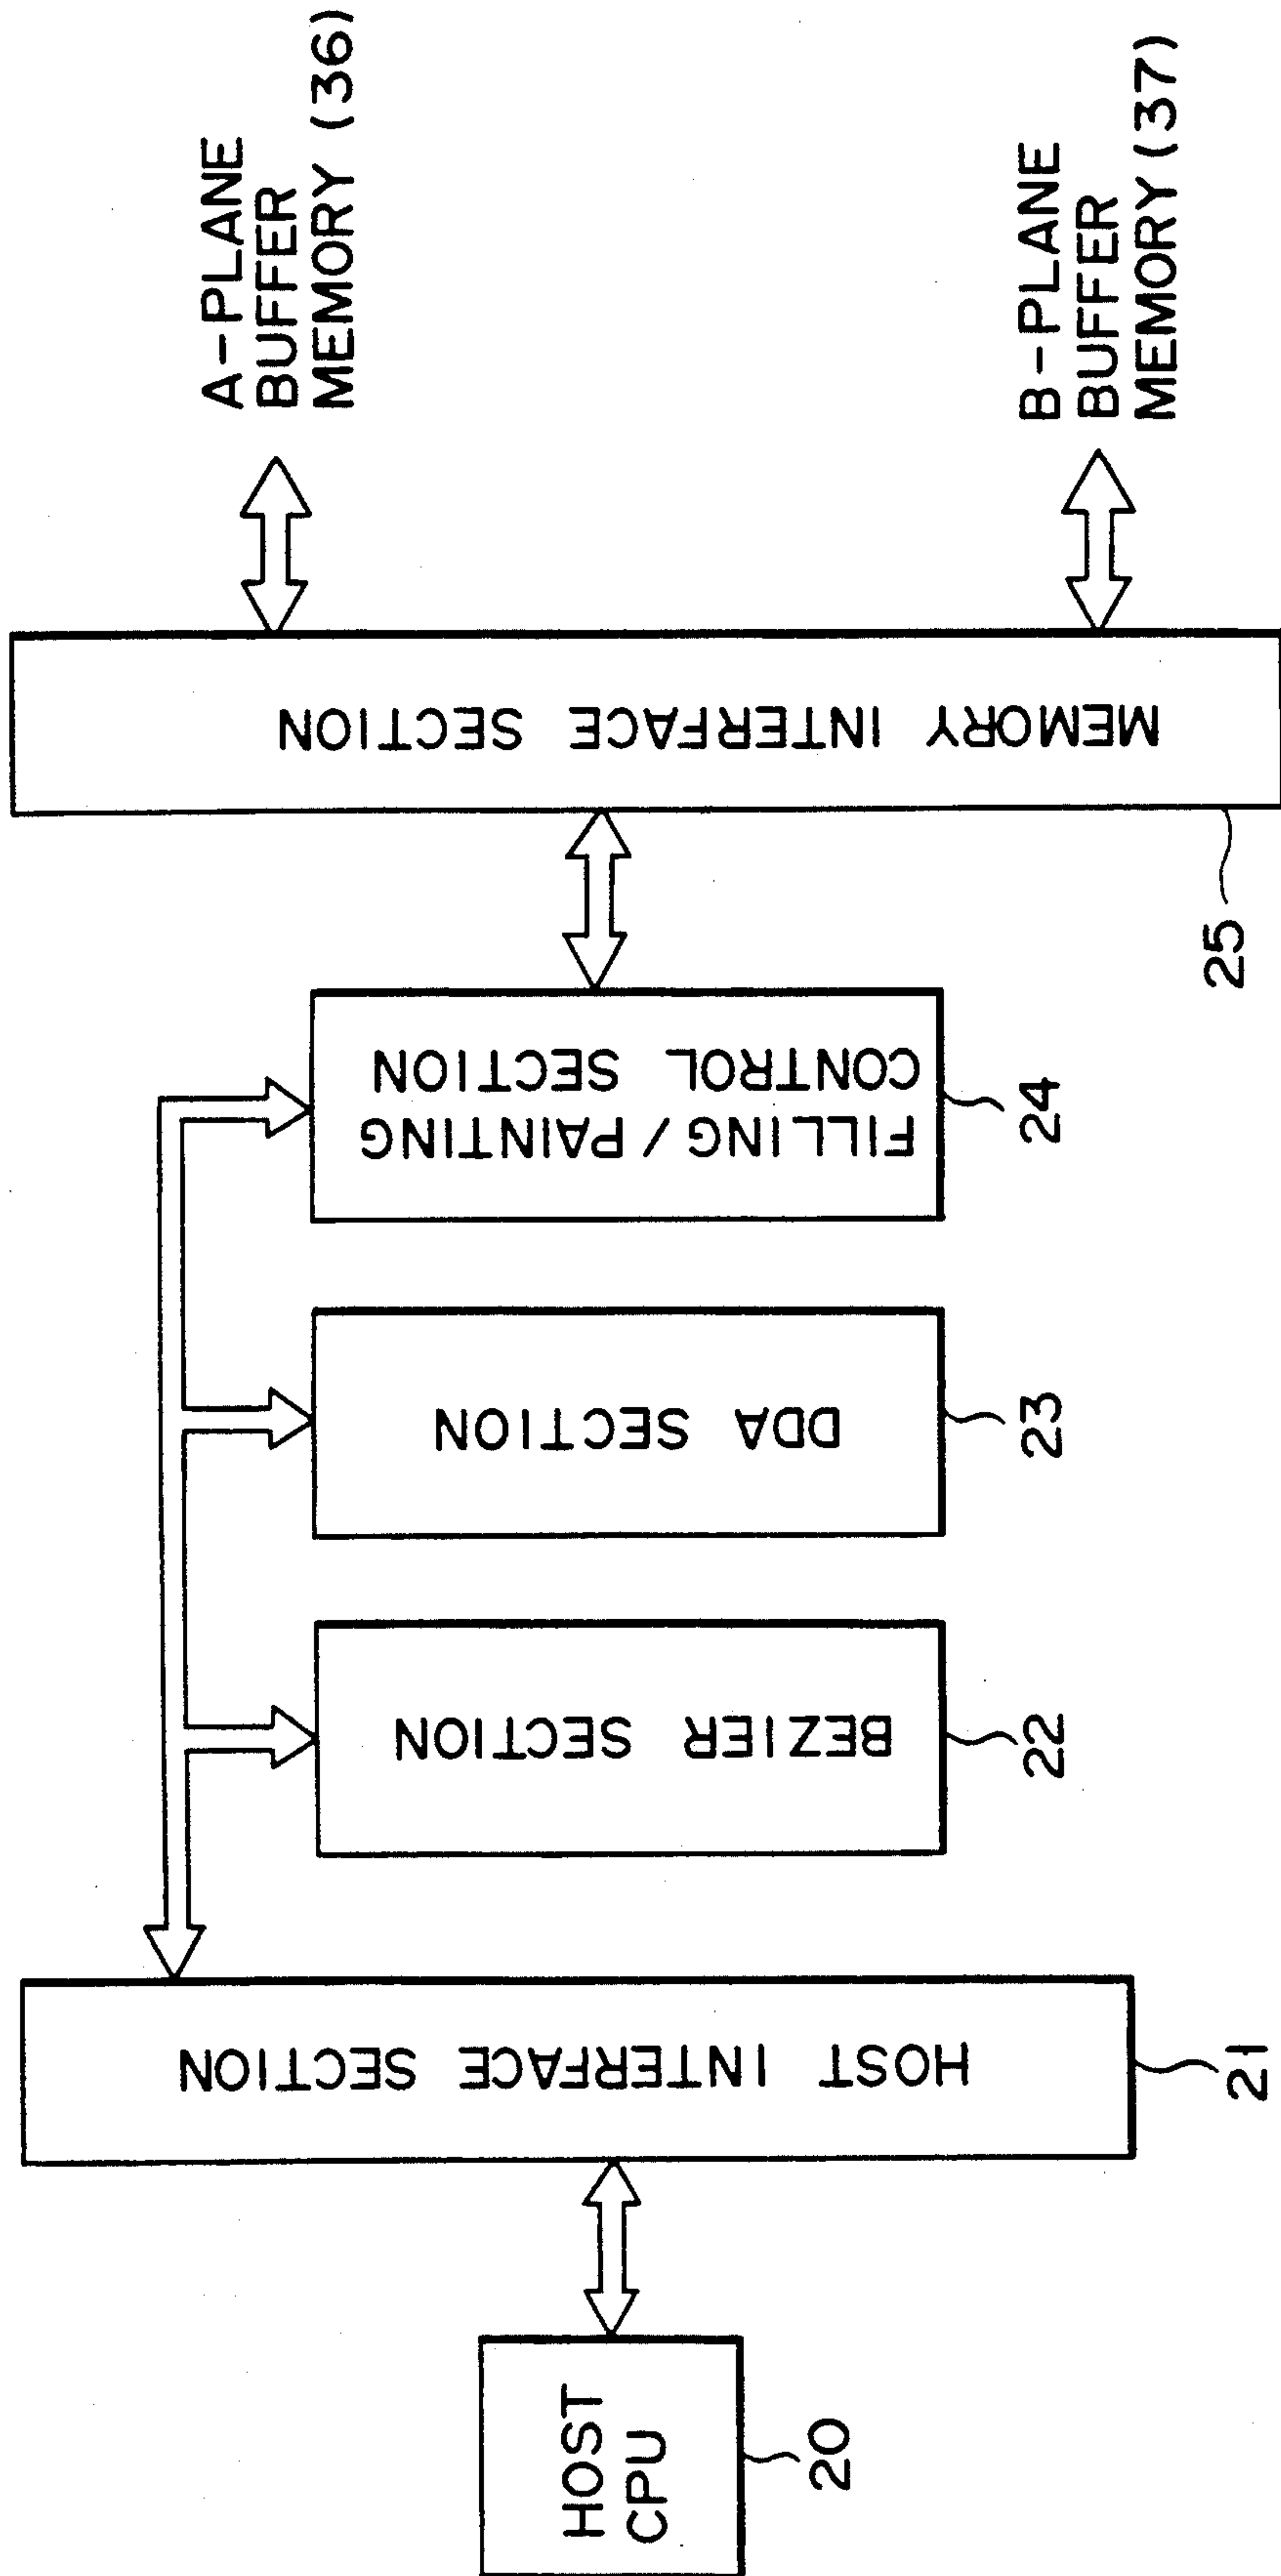 HOST
CPU
20
HOST INTERFACE SECTION
21
BEZIER SECTION
22
DDA SECTION
23
FILLING/PAINTING
CONTROL SECTION
24
MEMORY INTERFACE SECTION
25
A-PLANE
BUFFER
MEMORY (36)
B-PLANE
BUFFER
MEMORY (37)